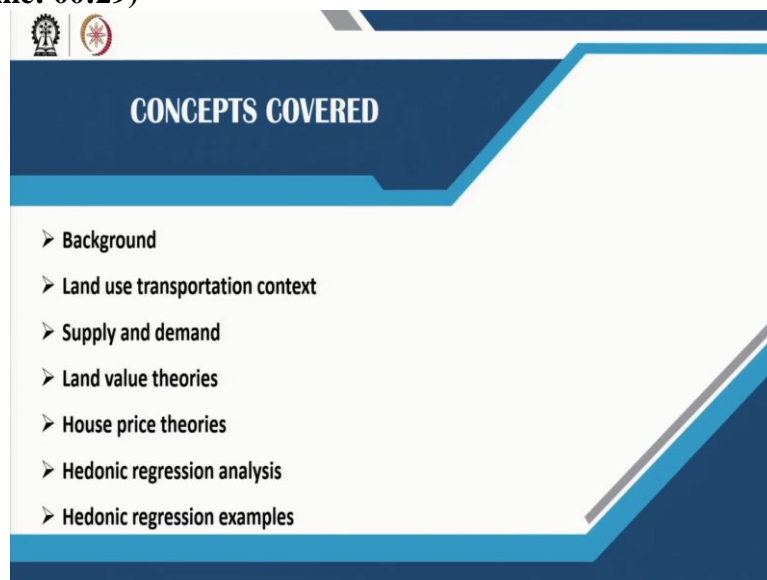 CONCEPTS COVERED
➢ Background
➢ Land use transportation context
➢ Supply and demand
➢ Land value theories
➢ House price theories
➢ Hedonic regression analysis
➢ Hedonic regression examples